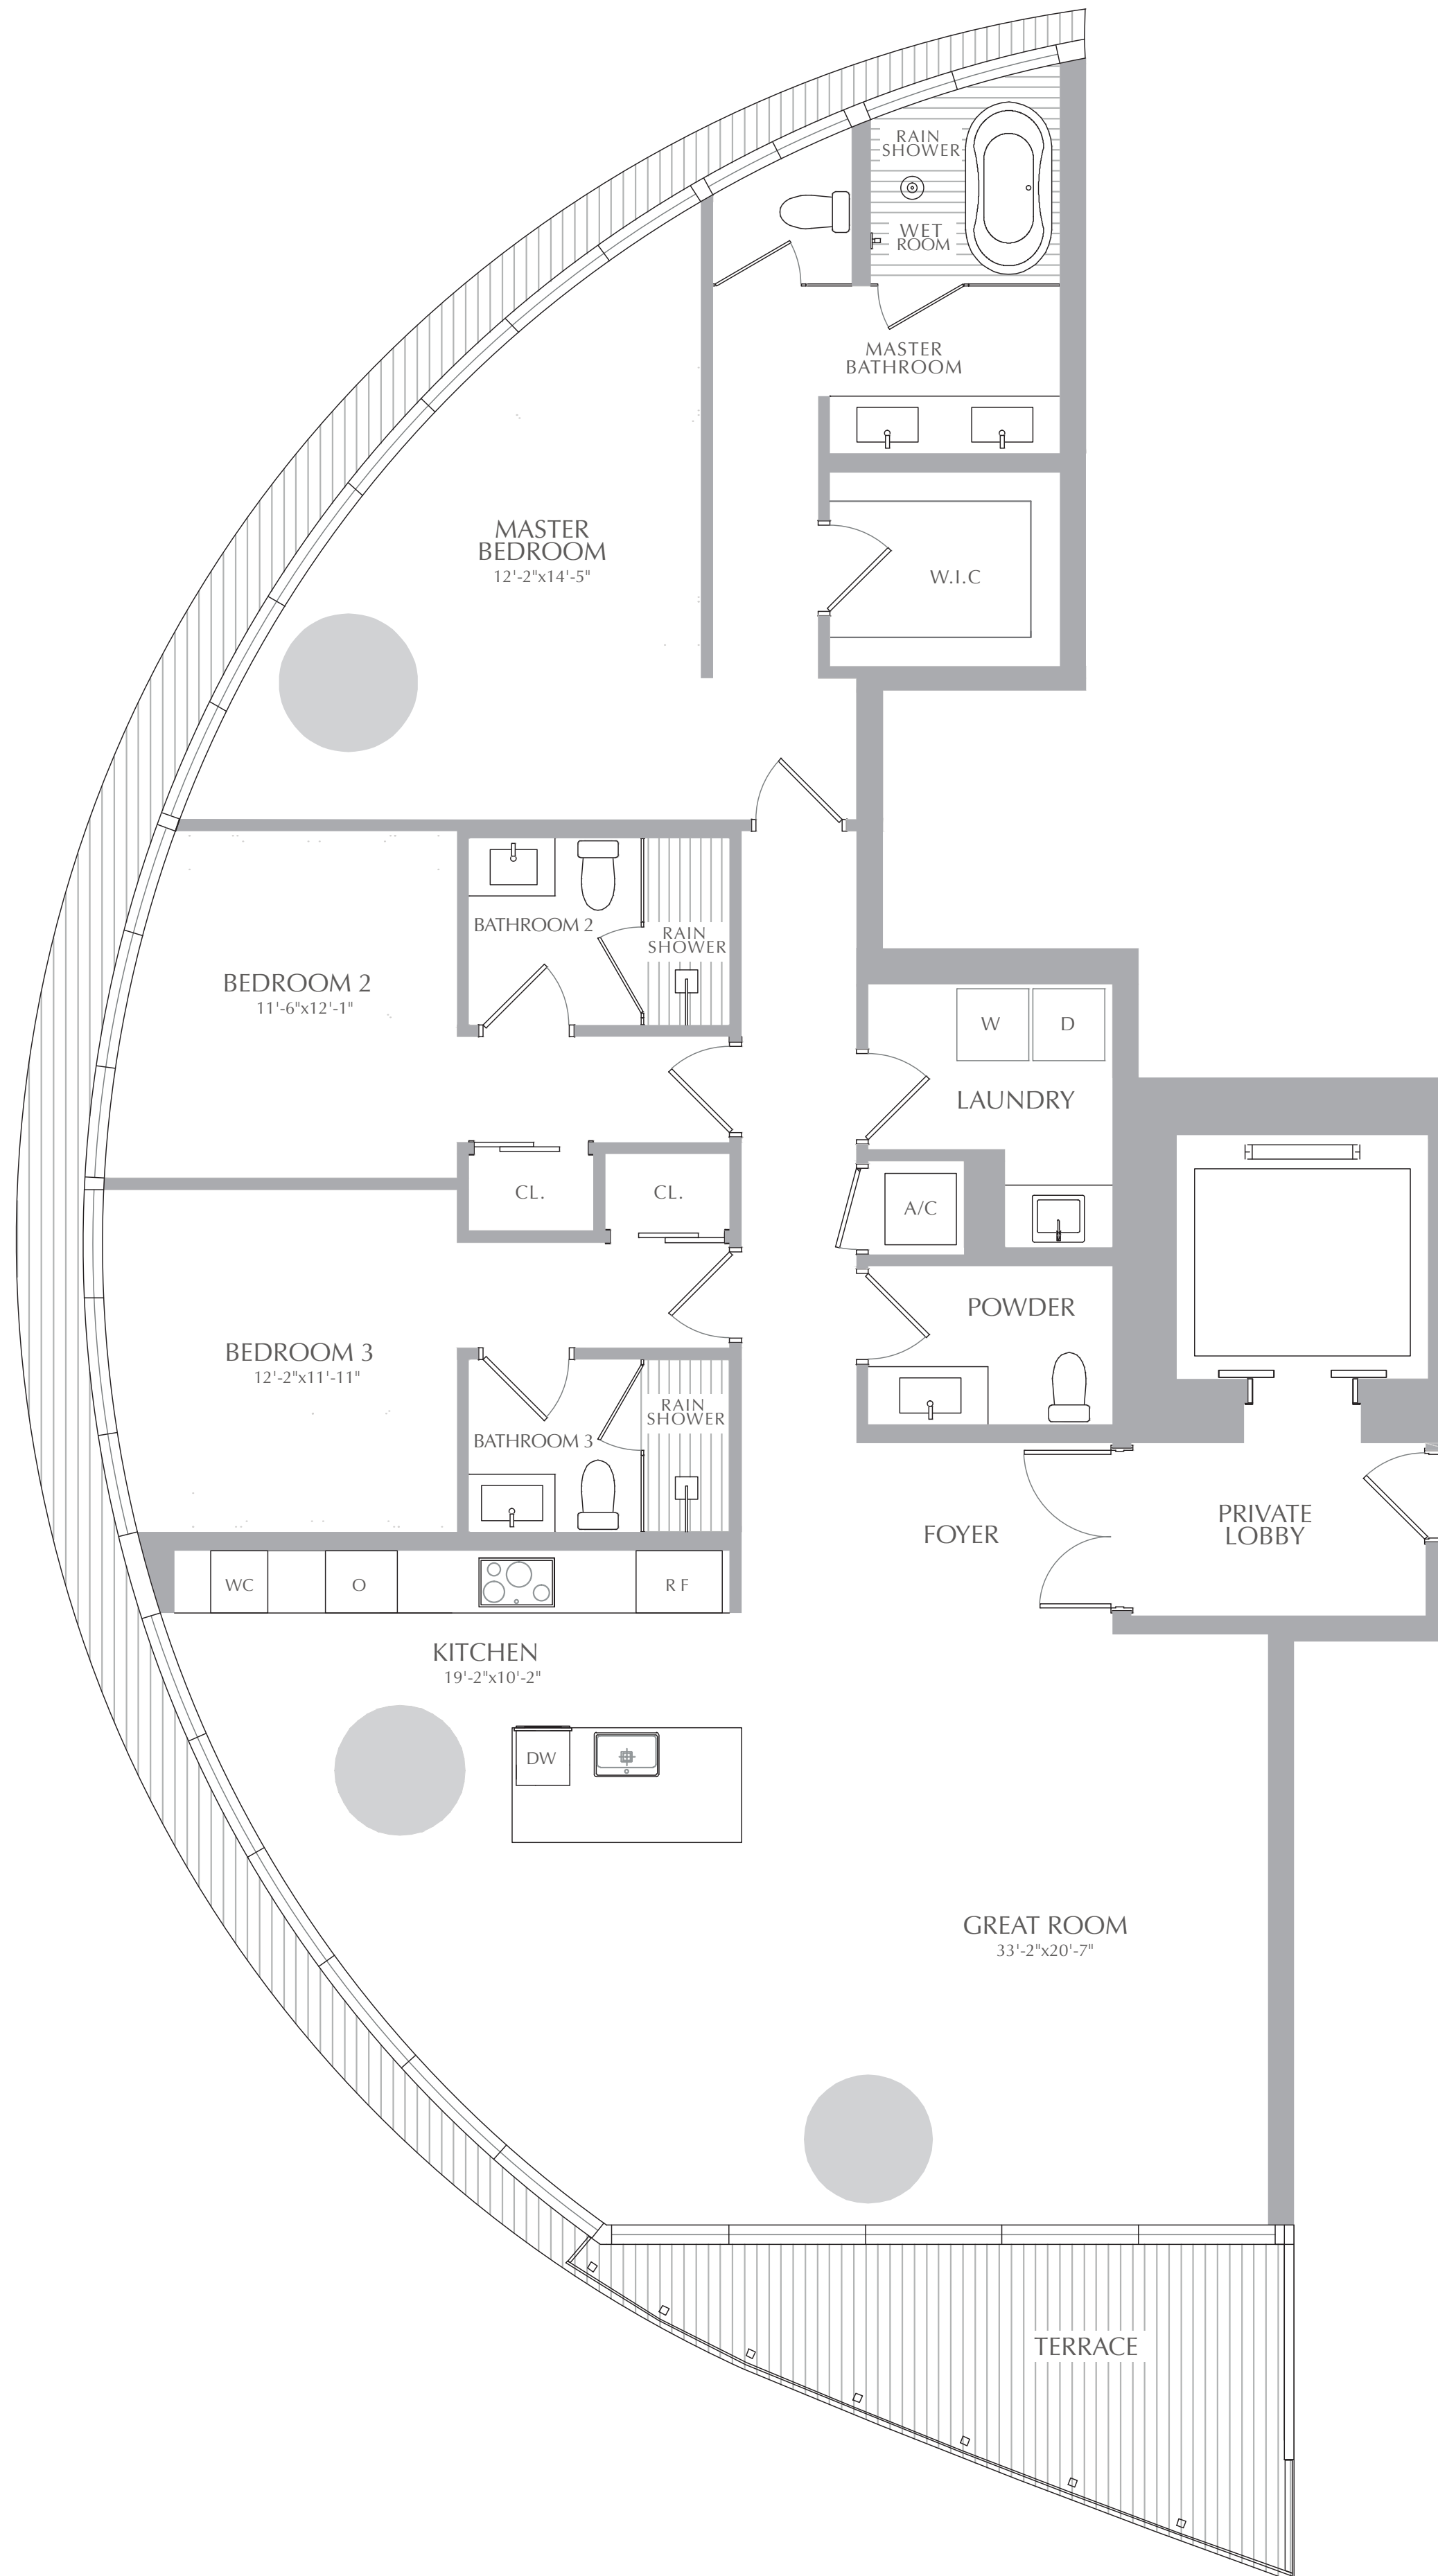 RAIN
SHOWER
WET
ROOM
MASTER
BATHROOM
MASTER
BEDROOM
12'-2"x14'-5"
W.I.C
BATHROOM 2
RAIN
SHOWER
BEDROOM 2
11'-6"x12'-1"
W
D
LAUNDRY
CL.
CL.
A/C
POWDER
BEDROOM 3
12'-2"x11'-11"
RAIN
SHOWER
BATHROOM 3
FOYER
PRIVATE
LOBBY
WC
O
R F
KITCHEN
19'-2"x10'-2"
DW
GREAT ROOM
33'-2"x20'-7"
TERRACE